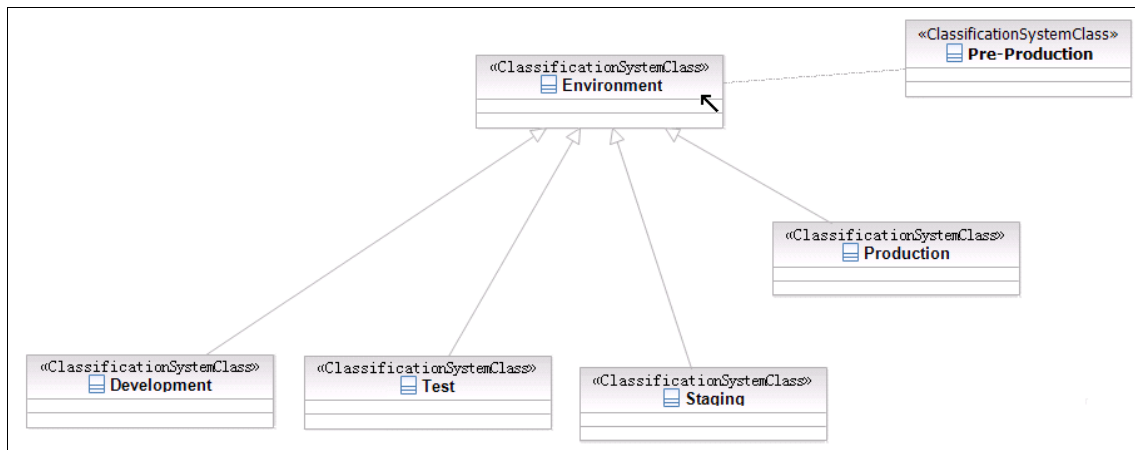 «ClassificationSystemClass»
Pre-Production
«ClassificationSystemClass»
Environment
«ClassificationSystemClass»
Production
«ClassificationSystemClass»
Development
«ClassificationSystemClass»
Test
«ClassificationSystemClass»
Staging